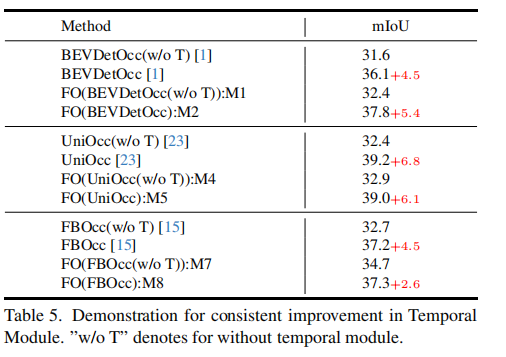 Method mIoU
BEVDetOcc(w/o T) [1] 31.6
BEVDetOcc [1] 36.1+4.5
FO(BEVDetOcc(w/o T)):M1 32.4
FO(BEVDetOcc):M2 37.8+5.4
UniOcc(w/o T) [23] 32.4
UniOcc [23] 39.2+6.8
FO(UniOcc(w/o T)):M4 32.9
FO(UniOcc):M5 39.0+6.1
FBOcc(w/o T) [15] 32.7
FBOcc [15] 37.2+4.5
FO(FBOcc(w/o T)):M7 34.7
FO(FBOcc):M8 37.3+2.6
Table 5. Demonstration for consistent improvement in Temporal
Module. ”w/o T” denotes for without temporal module.